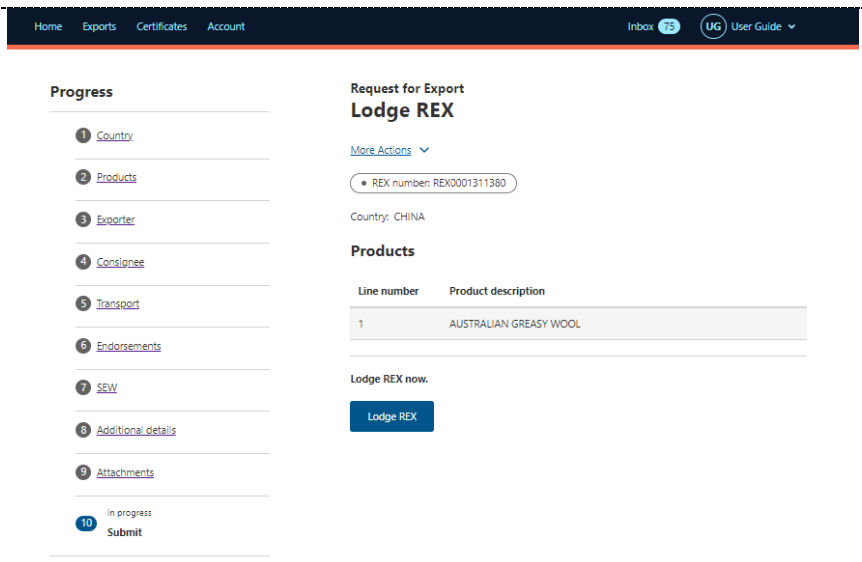 Home Exports Certificates Account Inbox 75 UG User Guide
Progress
1 Country
2 Products
3 Exporter
4 Consignee
5 Transport
6 Endorsements
7 SEW
8 Additional details
9 Attachments
In progress
10 Submit
Request for Export
Lodge REX
More Actions
• REX number: REX0001311380
Country: CHINA
Products
Line number Product description
1 AUSTRALIAN GREASY WOOL
Lodge REX now.
Lodge REX